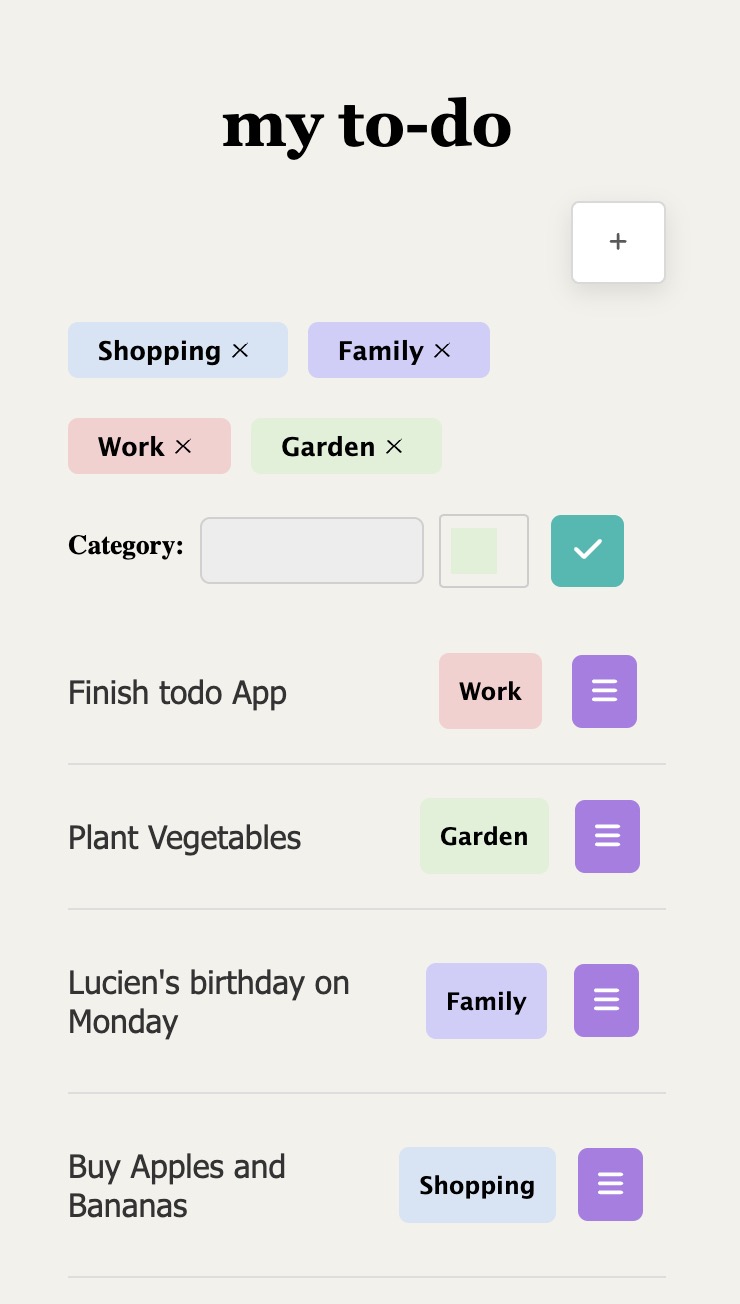 my to-do
+
Shopping ×
Family ×
Work ×
Garden ×
Category:
Finish todo App
Work
Plant Vegetables
Garden
Lucien's birthday on
Monday
Family
Buy Apples and
Bananas
Shopping